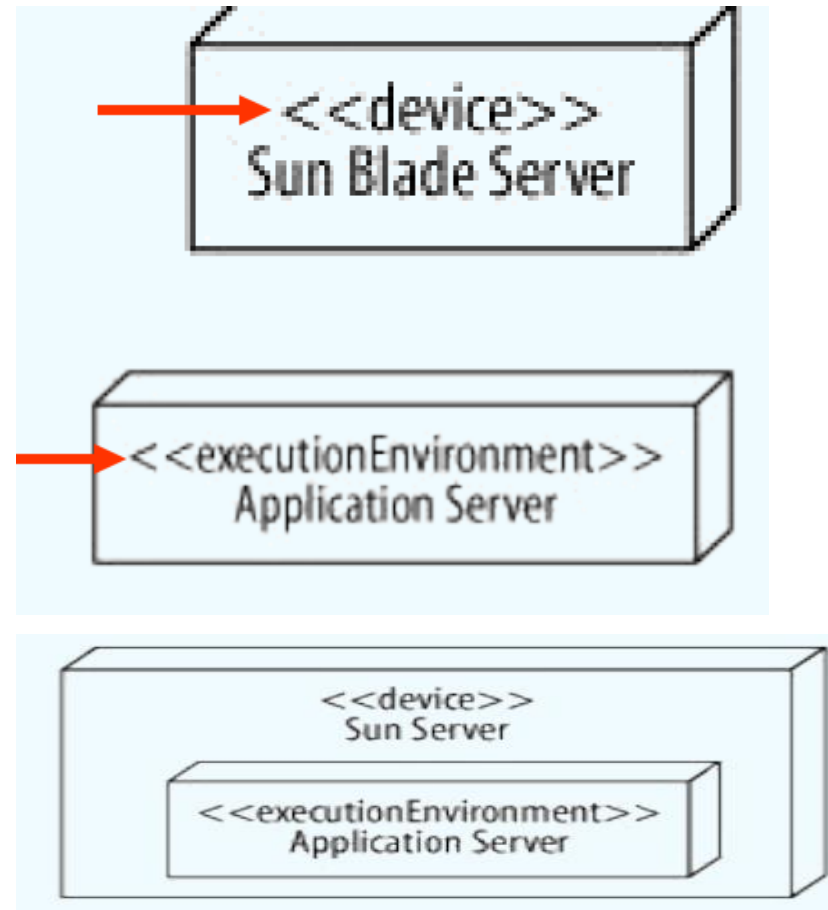 <<device>>
Sun Blade Server
<<executionEnvironment>>
Application Server
<<device>>
Sun Server
<<executionEnvironment>>
Application Server